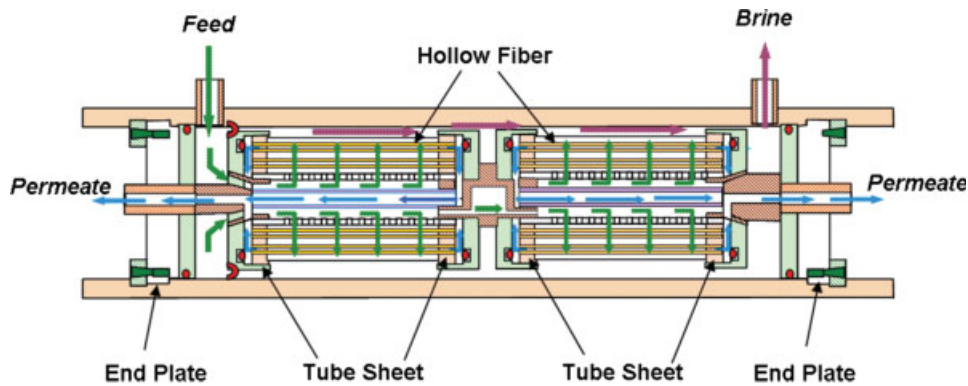 Feed
Brine
Hollow Fiber
Permeate
Permeate
End Plate
Tube Sheet
Tube Sheet
End Plate